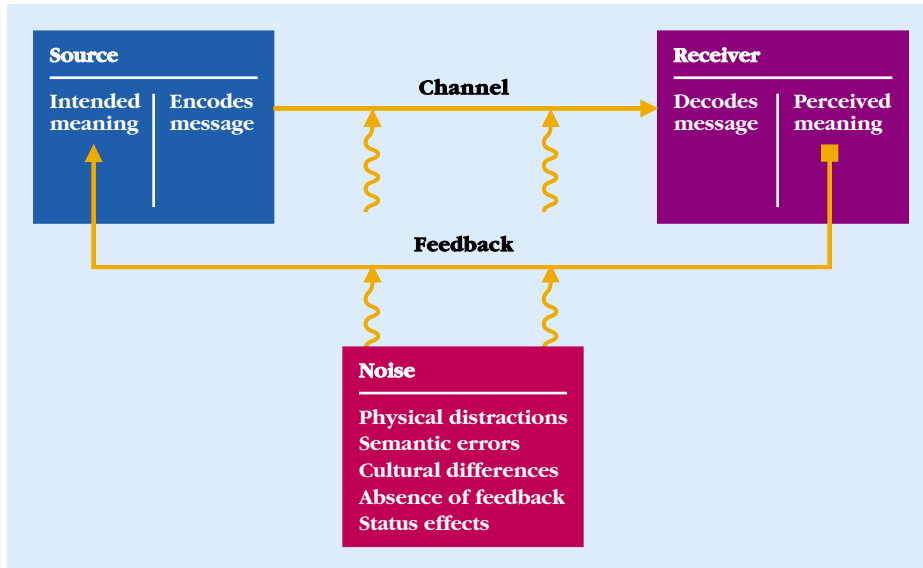 Source
Intended
meaning
Encodes
message
Channel
Receiver
Decodes
message
Perceived
meaning
Feedback
Noise
Physical distractions
Semantic errors
Cultural differences
Absence of feedback
Status effects